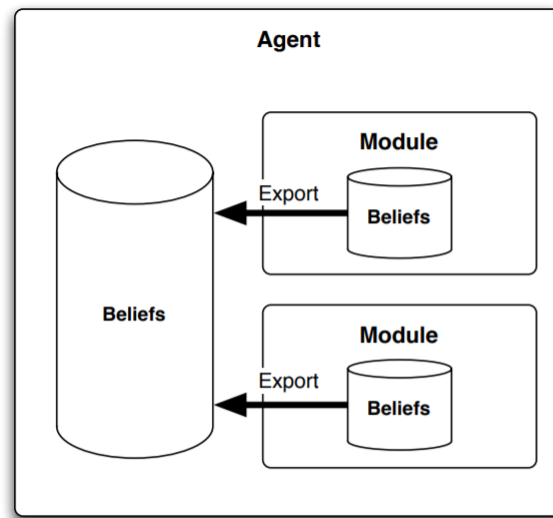 Agent
Module
Export
Beliefs
Beliefs
Module
Export
Beliefs